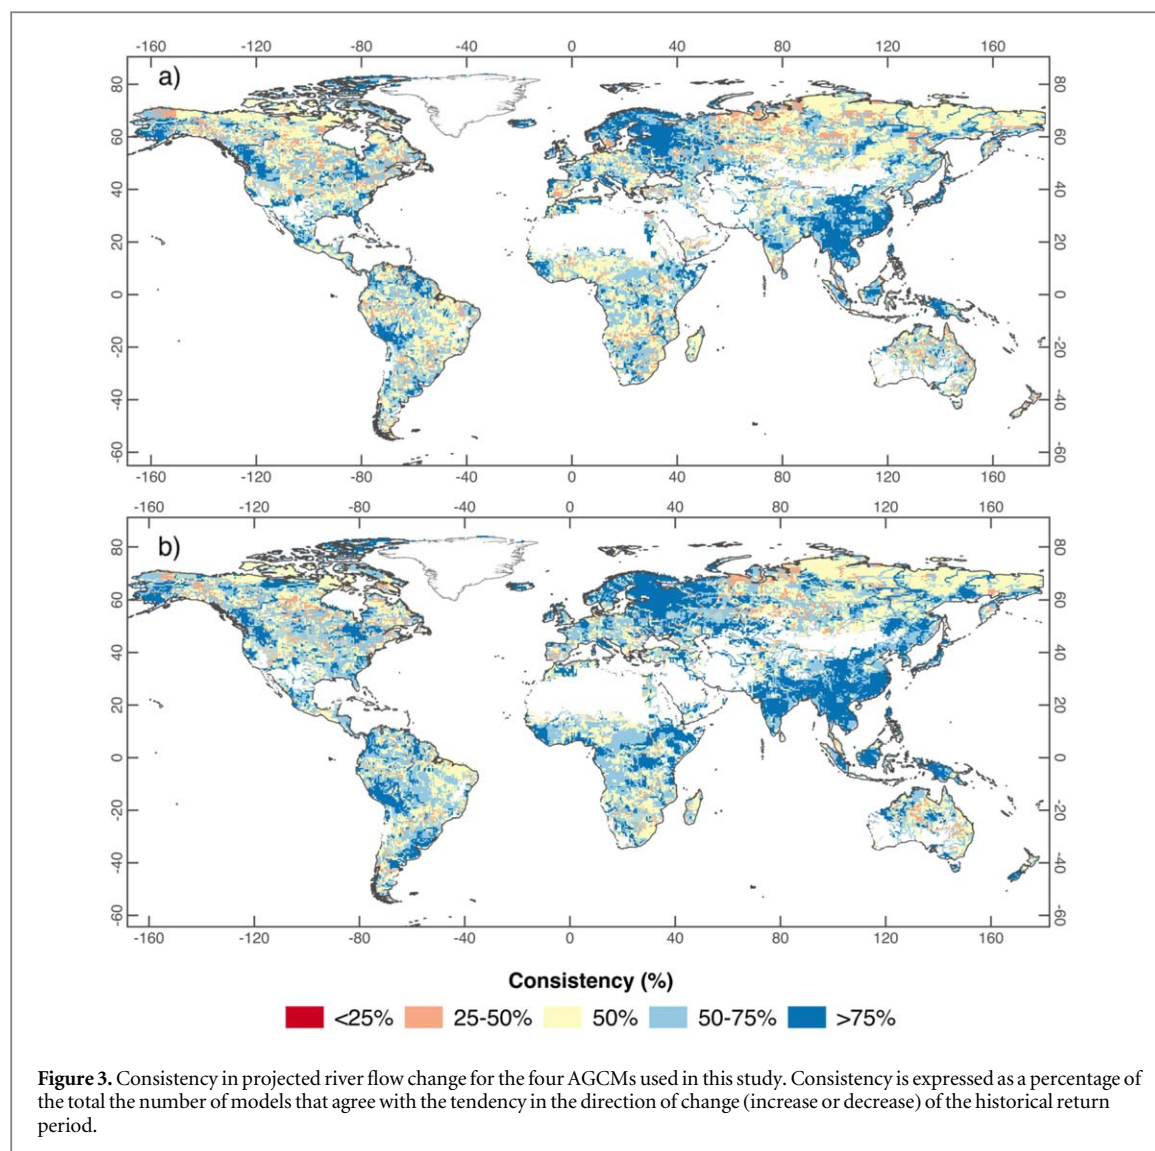 -160 -120 -80 -40 0 40 80 120 160
a)
80 80
60 60
40 40
20 20
0 0
-20 -20
-40 -40
-60 -60
-160 -120 -80 -40 0 40 80 120 160
-160 -120 -80 -40 0 40 80 120 160
b)
80 80
60 60
40 40
20 20
0 0
-20 -20
-40 -40
-60 -60
-160 -120 -80 -40 0 40 80 120 160
Consistency (%)
<25% 25-50% 50% 50-75% >75%
Figure 3. Consistency in projected river flow change for the four AGCMs used in this study. Consistency is expressed as a percentage of
the total the number of models that agree with the tendency in the direction of change (increase or decrease) of the historical return
period.